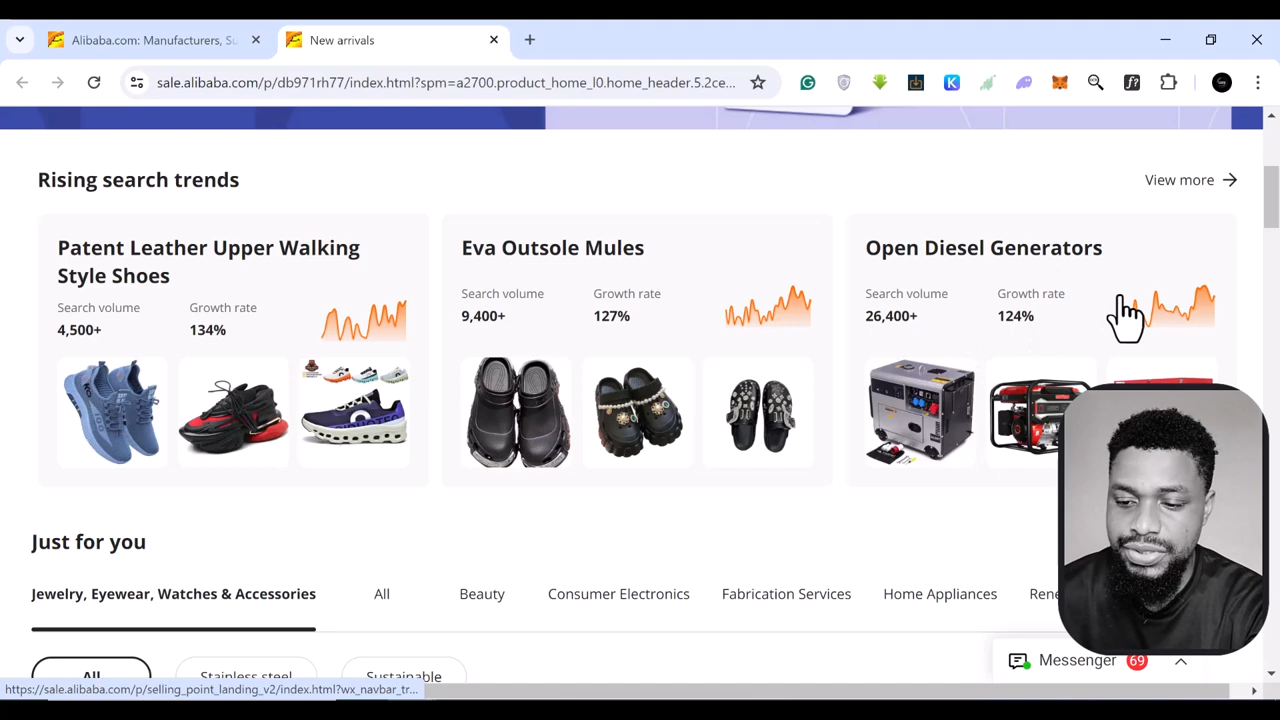 Alibaba.com: Manufacturers, Su
New arrivals
sale.alibaba.com/p/db971rh77/index.html?spm=a2700.product_home_l0.home_header.5.2ce...
Rising search trends
View more
Patent Leather Upper Walking
Style Shoes
Search volume
Growth rate
4,500+
134%
Eva Outsole Mules
Search volume
Growth rate
9,400+
127%
Open Diesel Generators
Search volume
Growth rate
26,400+
124%
Just for you
Jewelry, Eyewear, Watches & Accessories
All
Beauty
Consumer Electronics
Fabrication Services
Home Appliances
Rene
All
Stainless steel
Sustainable
Messenger 69
https://sale.alibaba.com/p/selling_point_landing_v2/index.html?wx_navbar_tr...